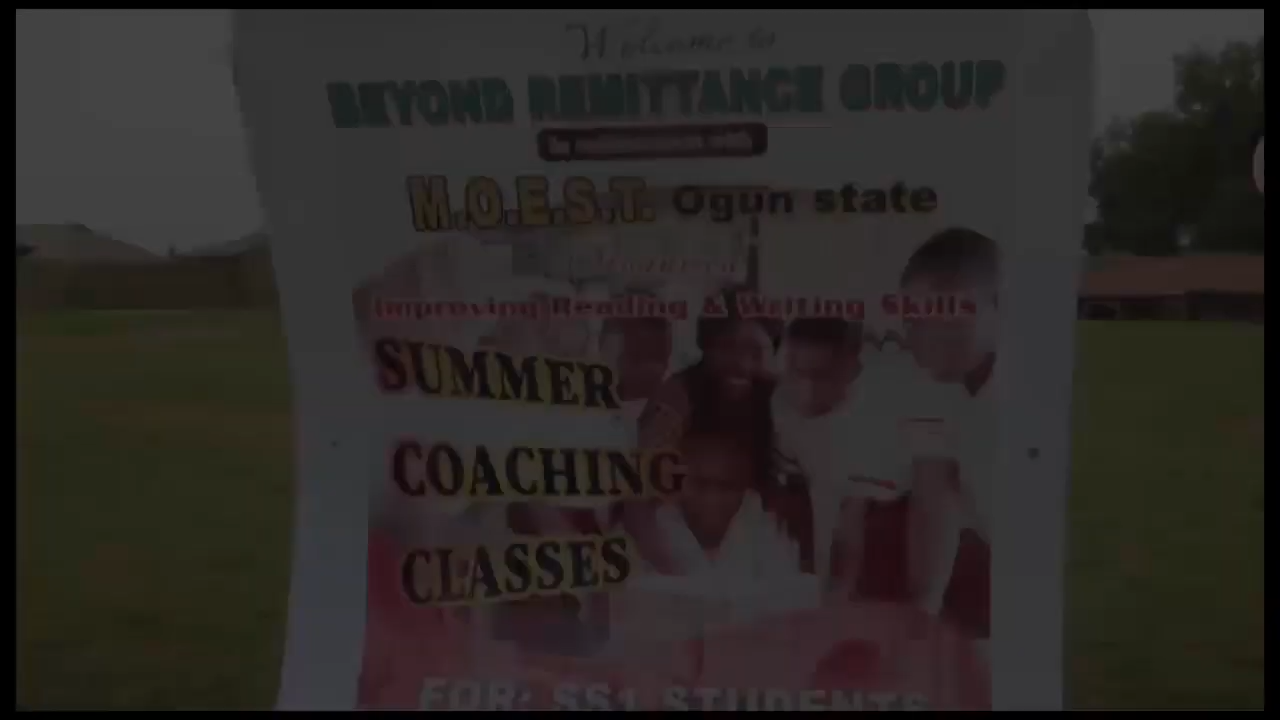 Welcome to
BEYOND REMITTANCE GROUP
M.O.E.S.T. Ogun state
Improving Reading & Writing Skills
SUMMER
COACHING
CLASSES
FOR: SS1 STUDENTS